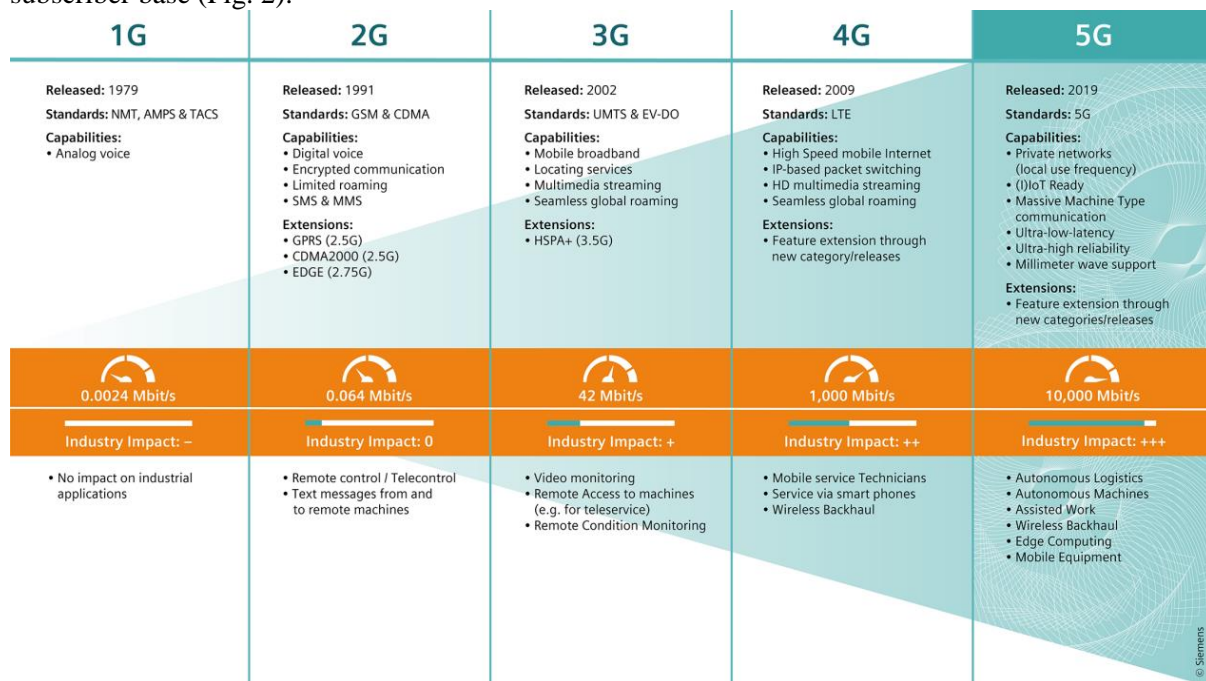 subscriber base (Fig. 2).
1G
Released: 1979
Standards: NMT, AMPS & TACS
Capabilities:
• Analog voice
0.0024 Mbit/s
Industry Impact: –
• No impact on industrial
applications
2G
Released: 1991
Standards: GSM & CDMA
Capabilities:
• Digital voice
• Encrypted communication
• Limited roaming
• SMS & MMS
Extensions:
• GPRS (2.5G)
• CDMA2000 (2.5G)
• EDGE (2.75G)
0.064 Mbit/s
Industry Impact: 0
• Remote control / Telecontrol
• Text messages from and
to remote machines
3G
Released: 2002
Standards: UMTS & EV-DO
Capabilities:
• Mobile broadband
• Locating services
• Multimedia streaming
• Seamless global roaming
Extensions:
• HSPA+ (3.5G)
42 Mbit/s
Industry Impact: +
• Video monitoring
• Remote Access to machines
(e.g. for teleservice)
• Remote Condition Monitoring
4G
Released: 2009
Standards: LTE
Capabilities:
• High Speed mobile Internet
• IP-based packet switching
• HD multimedia streaming
• Seamless global roaming
Extensions:
• Feature extension through
new category/releases
1,000 Mbit/s
Industry Impact: ++
• Mobile service Technicians
• Service via smart phones
• Wireless Backhaul
5G
Released: 2019
Standards: 5G
Capabilities:
• Private networks
(local use frequency)
• (I)IoT Ready
• Massive Machine Type
communication
• Ultra-low-latency
• Ultra-high reliability
• Millimeter wave support
Extensions:
• Feature extension through
new categories/releases
10,000 Mbit/s
Industry Impact: +++
• Autonomous Logistics
• Autonomous Machines
• Assisted Work
• Wireless Backhaul
• Edge Computing
• Mobile Equipment
© Siemens